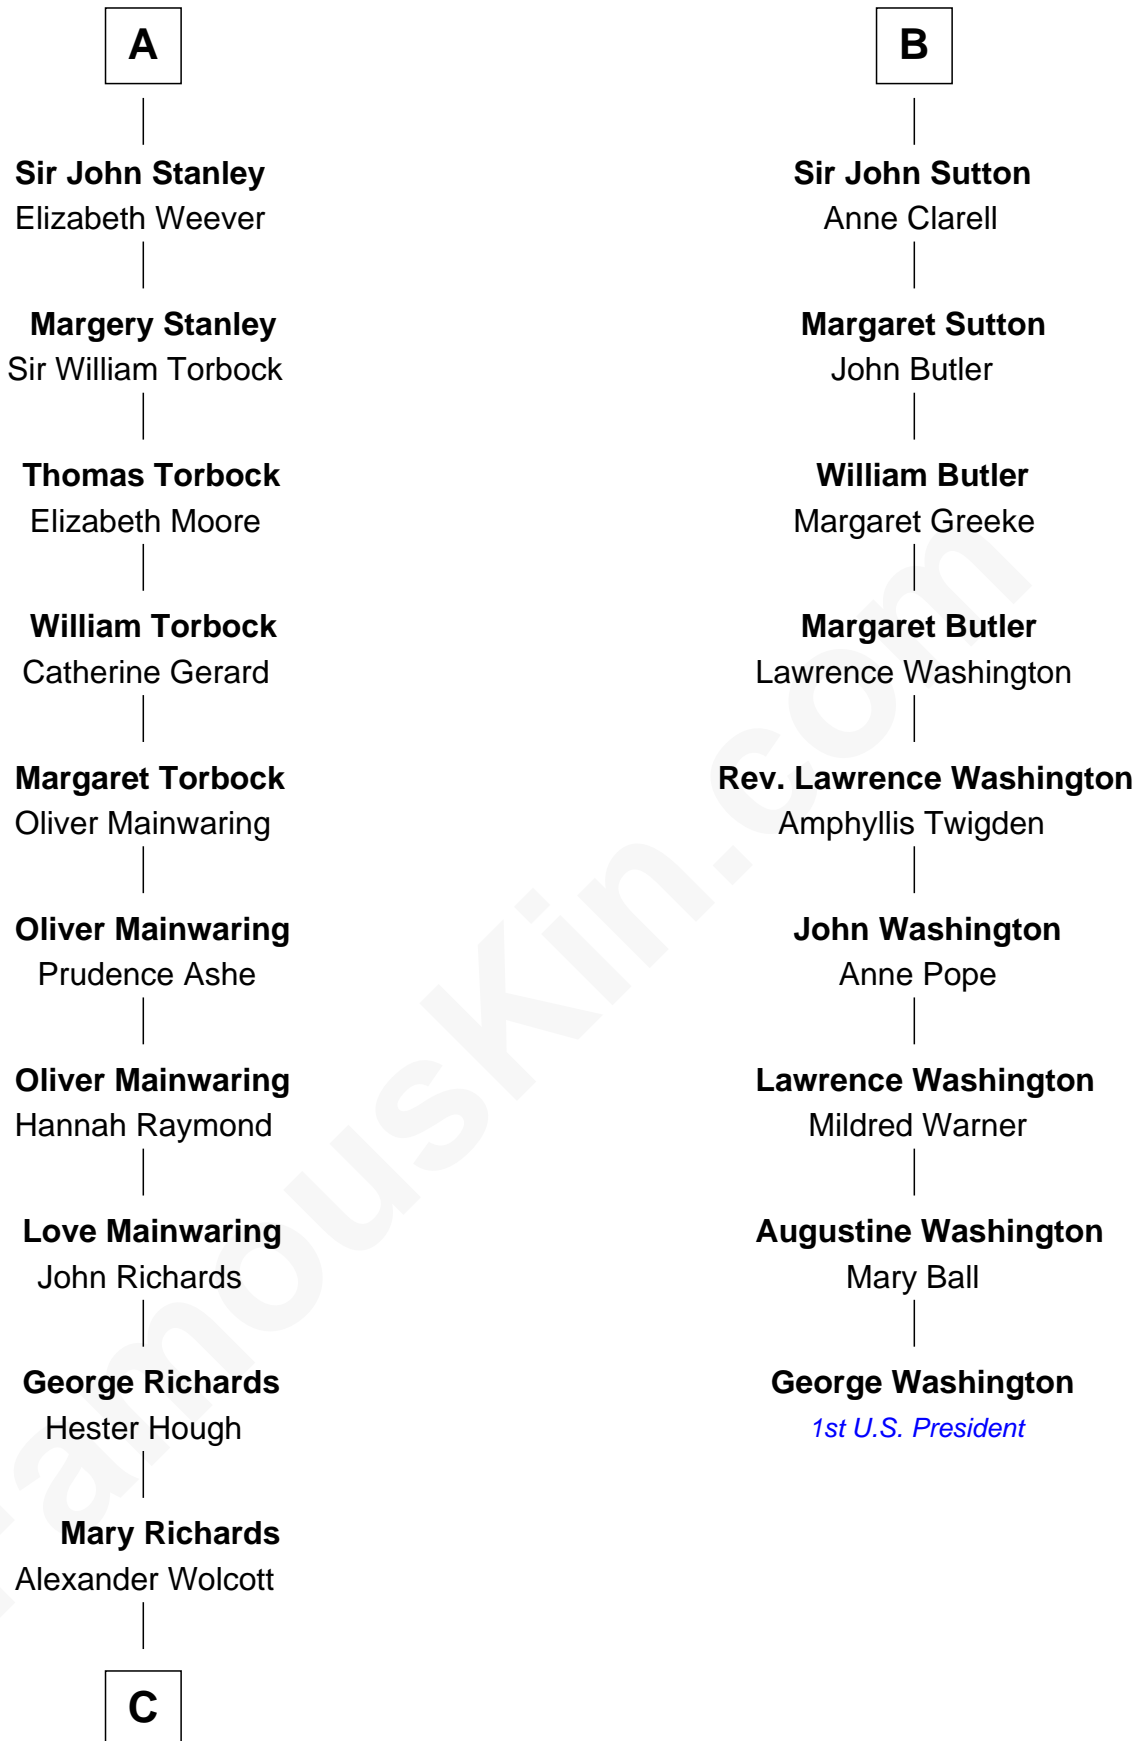 A
Sir John Stanley
Elizabeth Weever
Margery Stanley
Sir William Torbock
Thomas Torbock
Elizabeth Moore
William Torbock
Catherine Gerard
Margaret Torbock
Oliver Mainwaring
Oliver Mainwaring
Prudence Ashe
Oliver Mainwaring
Hannah Raymond
Love Mainwaring
John Richards
George Richards
Hester Hough
Mary Richards
Alexander Wolcott
C
B
Sir John Sutton
Anne Clarell
Margaret Sutton
John Butler
William Butler
Margaret Greeke
Margaret Butler
Lawrence Washington
Rev. Lawrence Washington
Amphyllis Twigden
John Washington
Anne Pope
Lawrence Washington
Mildred Warner
Augustine Washington
Mary Ball
George Washington
1st U.S. President
FamousKin.com